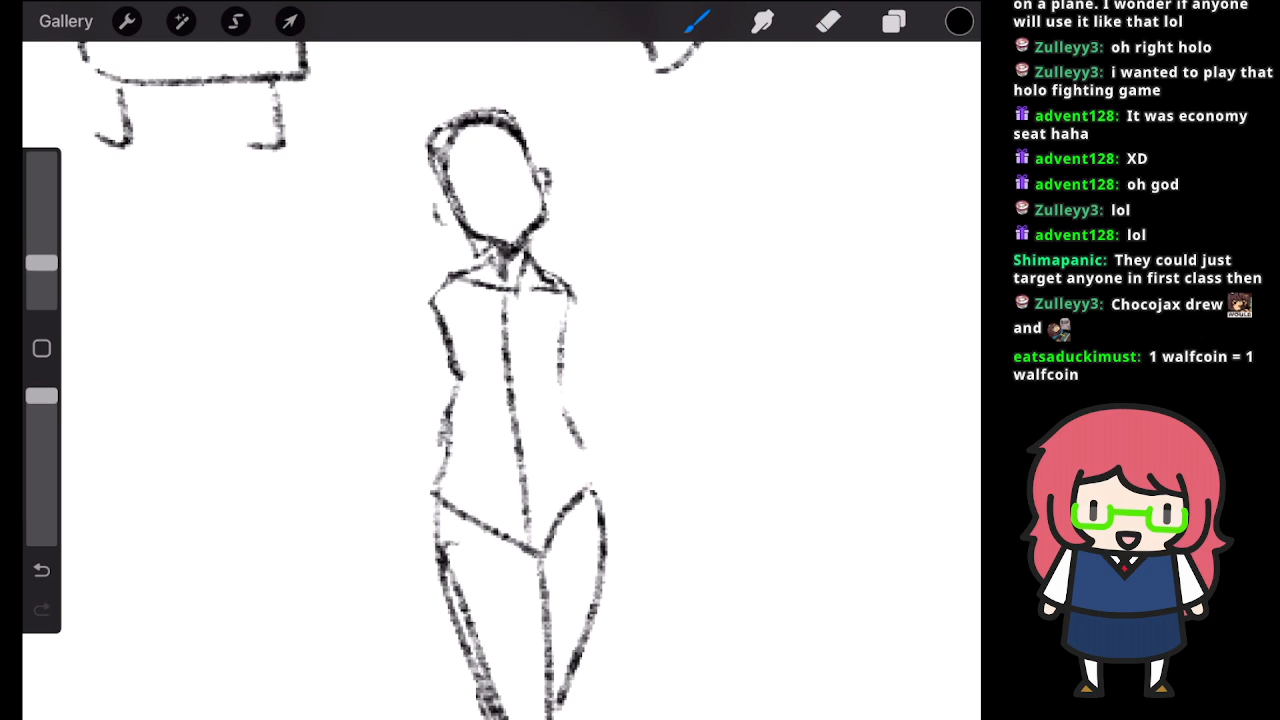 Gallery
on a plane. I wonder if anyone
will use it like that lol
Zulleyy3: oh right holo
Zulleyy3: i wanted to play that
holo fighting game
advent128: It was economy
seat haha
advent128: XD
advent128: oh god
Zulleyy3: lol
advent128: lol
Shimapanic: They could just
target anyone in first class then
Zulleyy3: Chocojax drew
and
eatsaduckimust: 1 walfcoin = 1
walfcoin